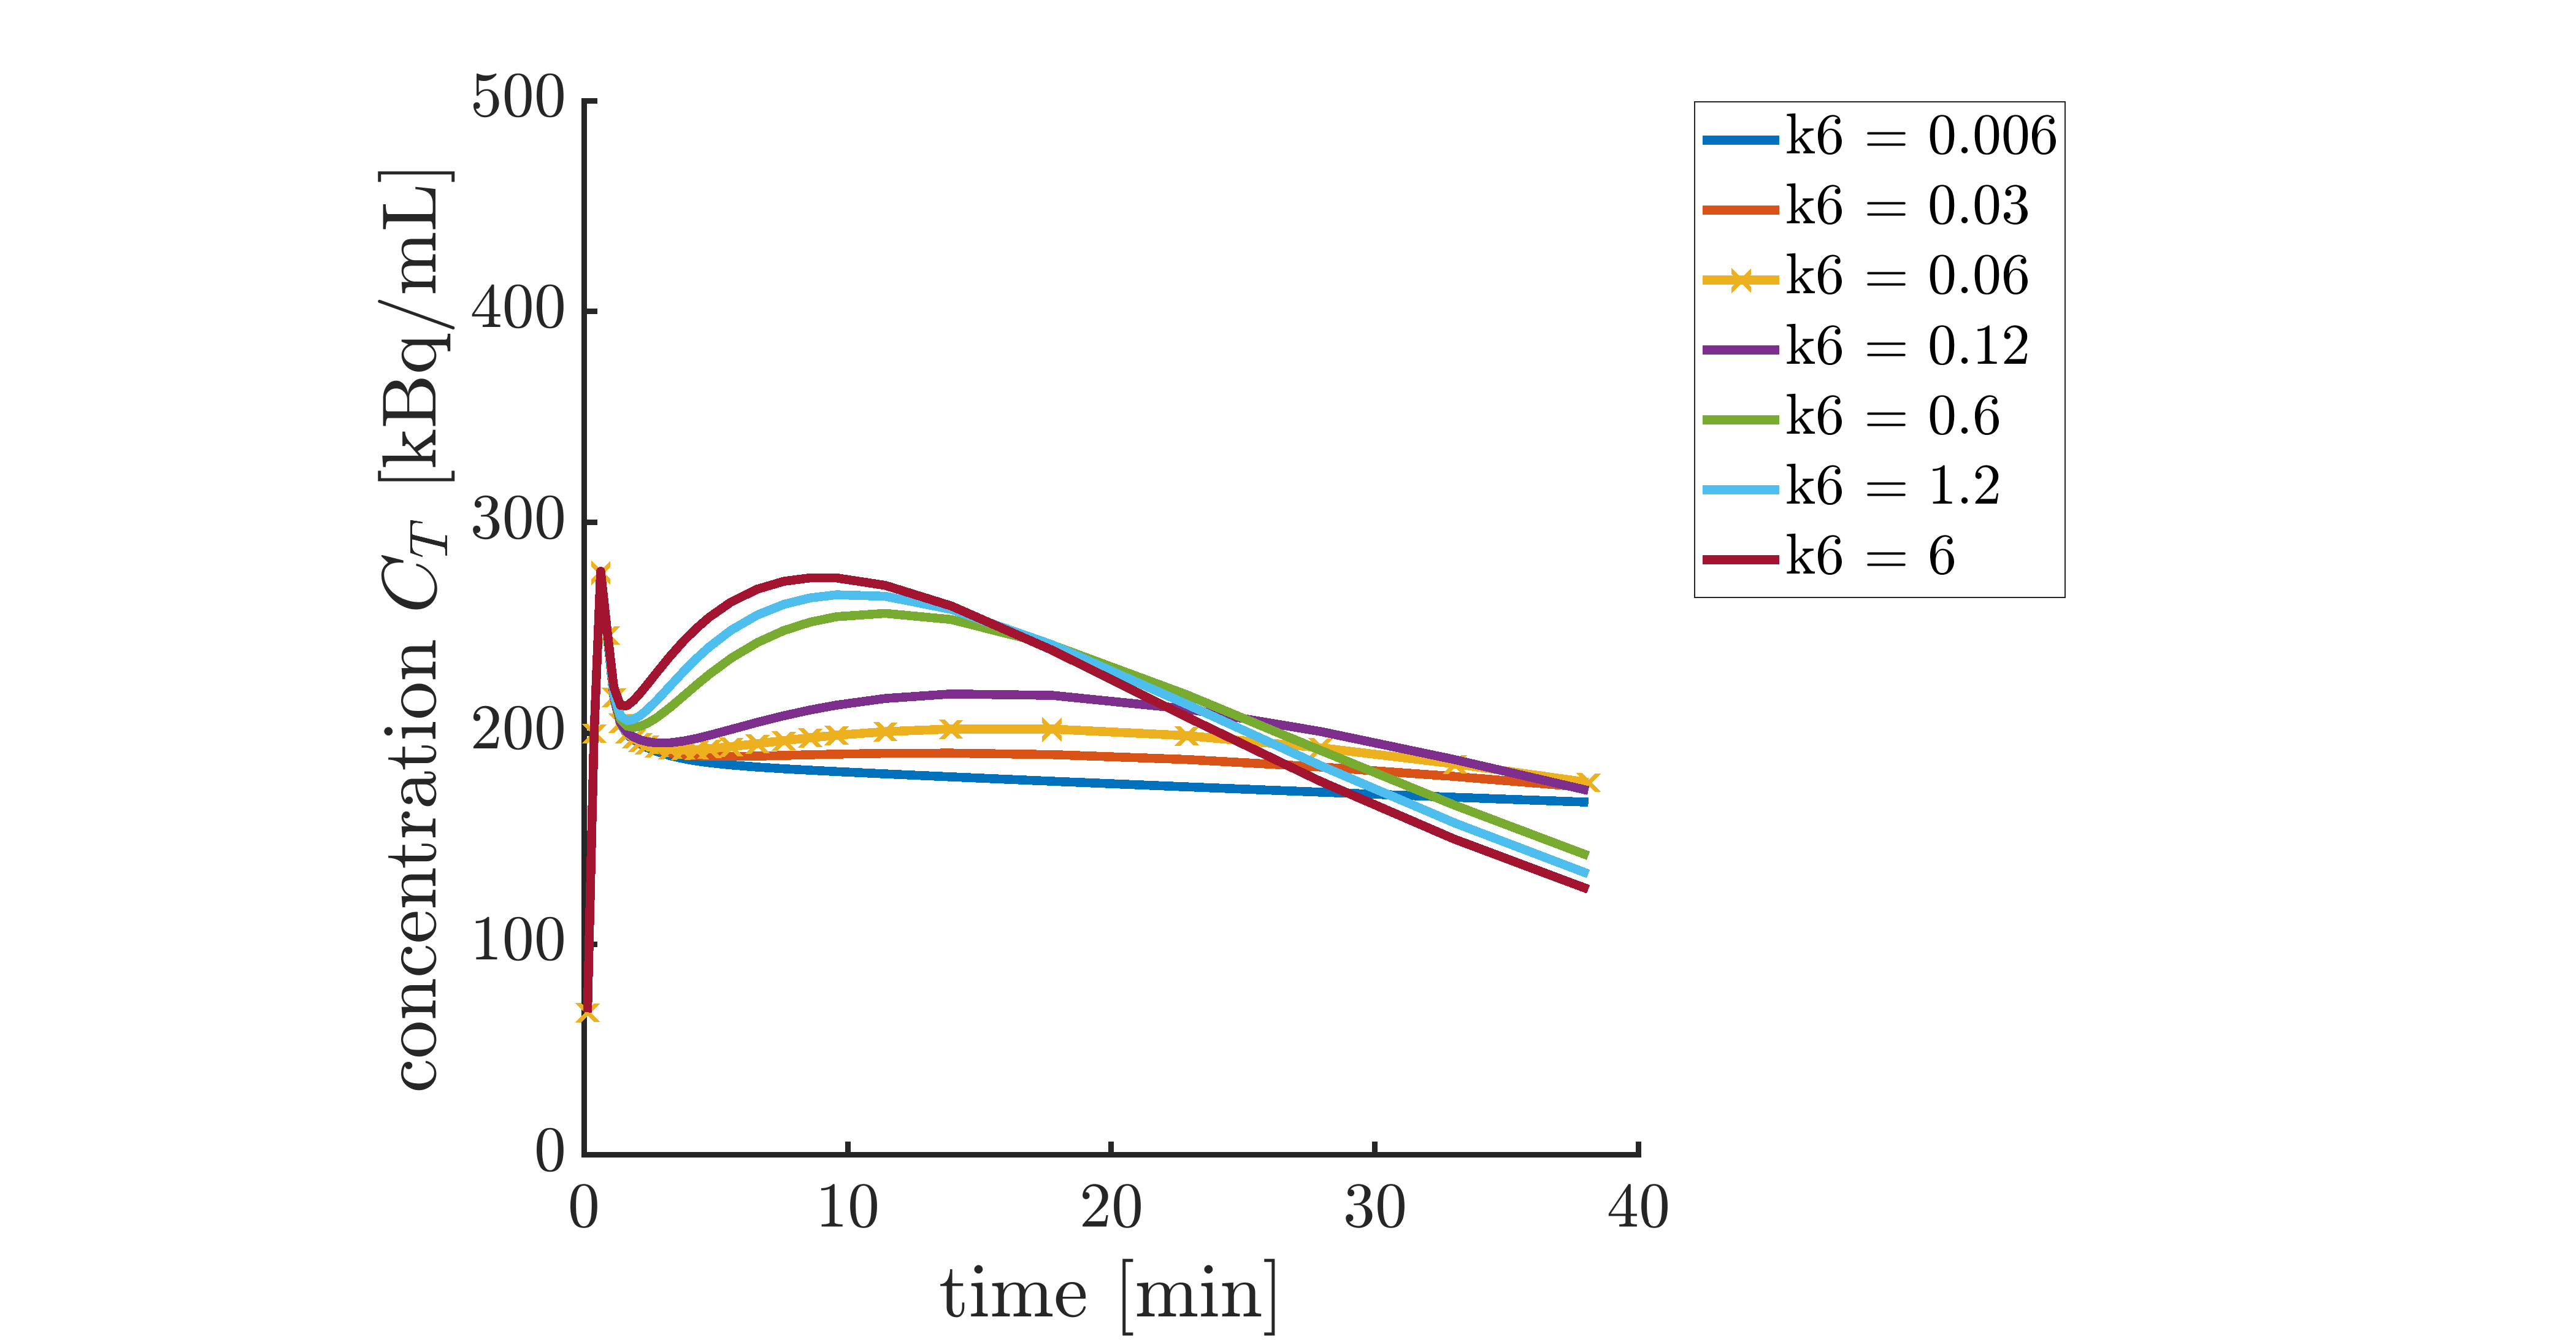 500
400
300
200
100
0
0 10 20 30 40
time [min]
concentration C_T [kBq/mL]
k6 = 0.006
k6 = 0.03
k6 = 0.06
k6 = 0.12
k6 = 0.6
k6 = 1.2
k6 = 6